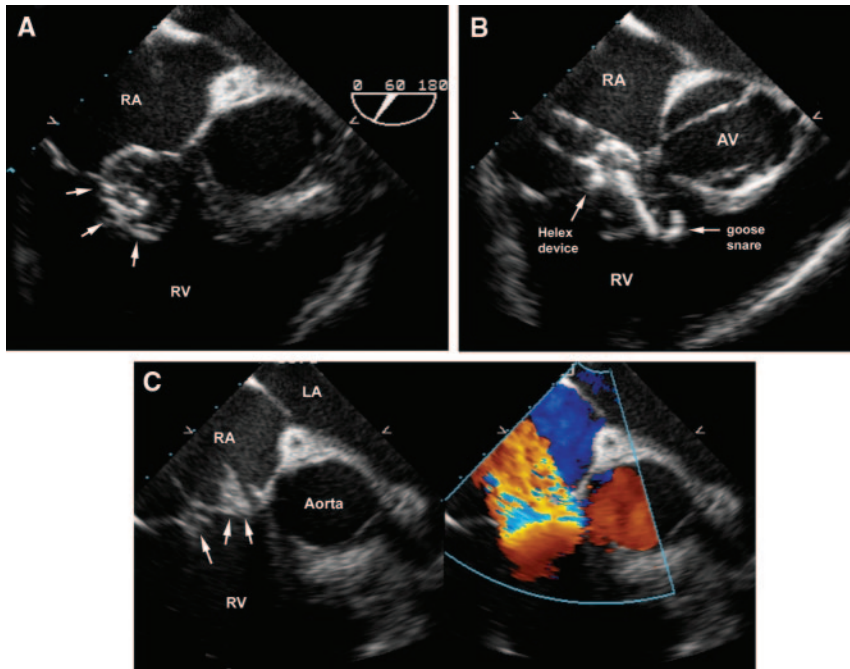 A
RA
0 60 180
RV
B
RA
AV
Helex
device
goose
snare
RV
C
LA
RA
Aorta
RV